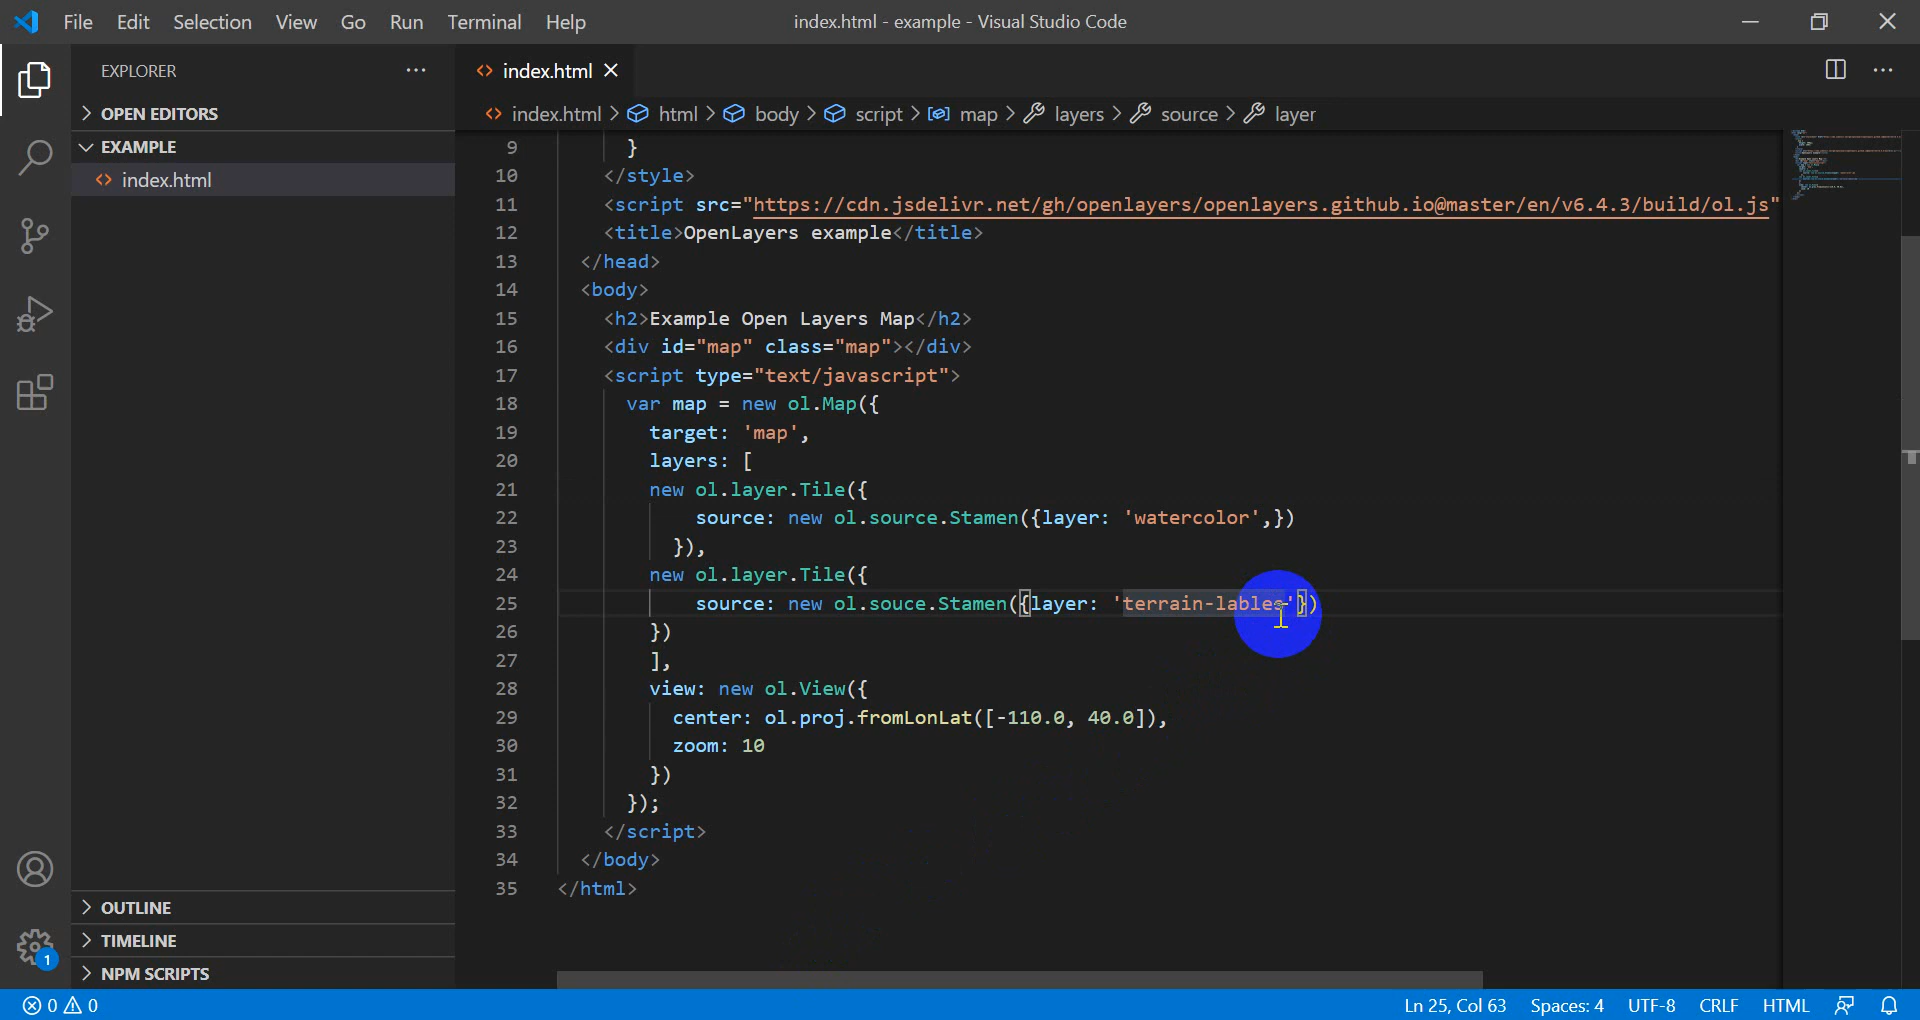 File Edit Selection View Go Run Terminal Help
index.html - example - Visual Studio Code
EXPLORER
OPEN EDITORS
EXAMPLE
index.html
OUTLINE
TIMELINE
NPM SCRIPTS
1
index.html
index.html > html > body > script > map > layers > source > layer
9 }
10 </style>
11 <script src="https://cdn.jsdelivr.net/gh/openlayers/openlayers.github.io@master/en/v6.4.3/build/ol.js"
12 <title>OpenLayers example</title>
13 </head>
14 <body>
15 <h2>Example Open Layers Map</h2>
16 <div id="map" class="map"></div>
17 <script type="text/javascript">
18 var map = new ol.Map({
19 target: 'map',
20 layers: [
21 new ol.layer.Tile({
22 source: new ol.source.Stamen({layer: 'watercolor',})
23 }),
24 new ol.layer.Tile({
25 source: new ol.souce.Stamen({layer: 'terrain-lables'})
26 })
27 ],
28 view: new ol.View({
29 center: ol.proj.fromLonLat([-110.0, 40.0]),
30 zoom: 10
31 })
32 });
33 </script>
34 </body>
35 </html>
0 0
Ln 25, Col 63 Spaces: 4 UTF-8 CRLF HTML